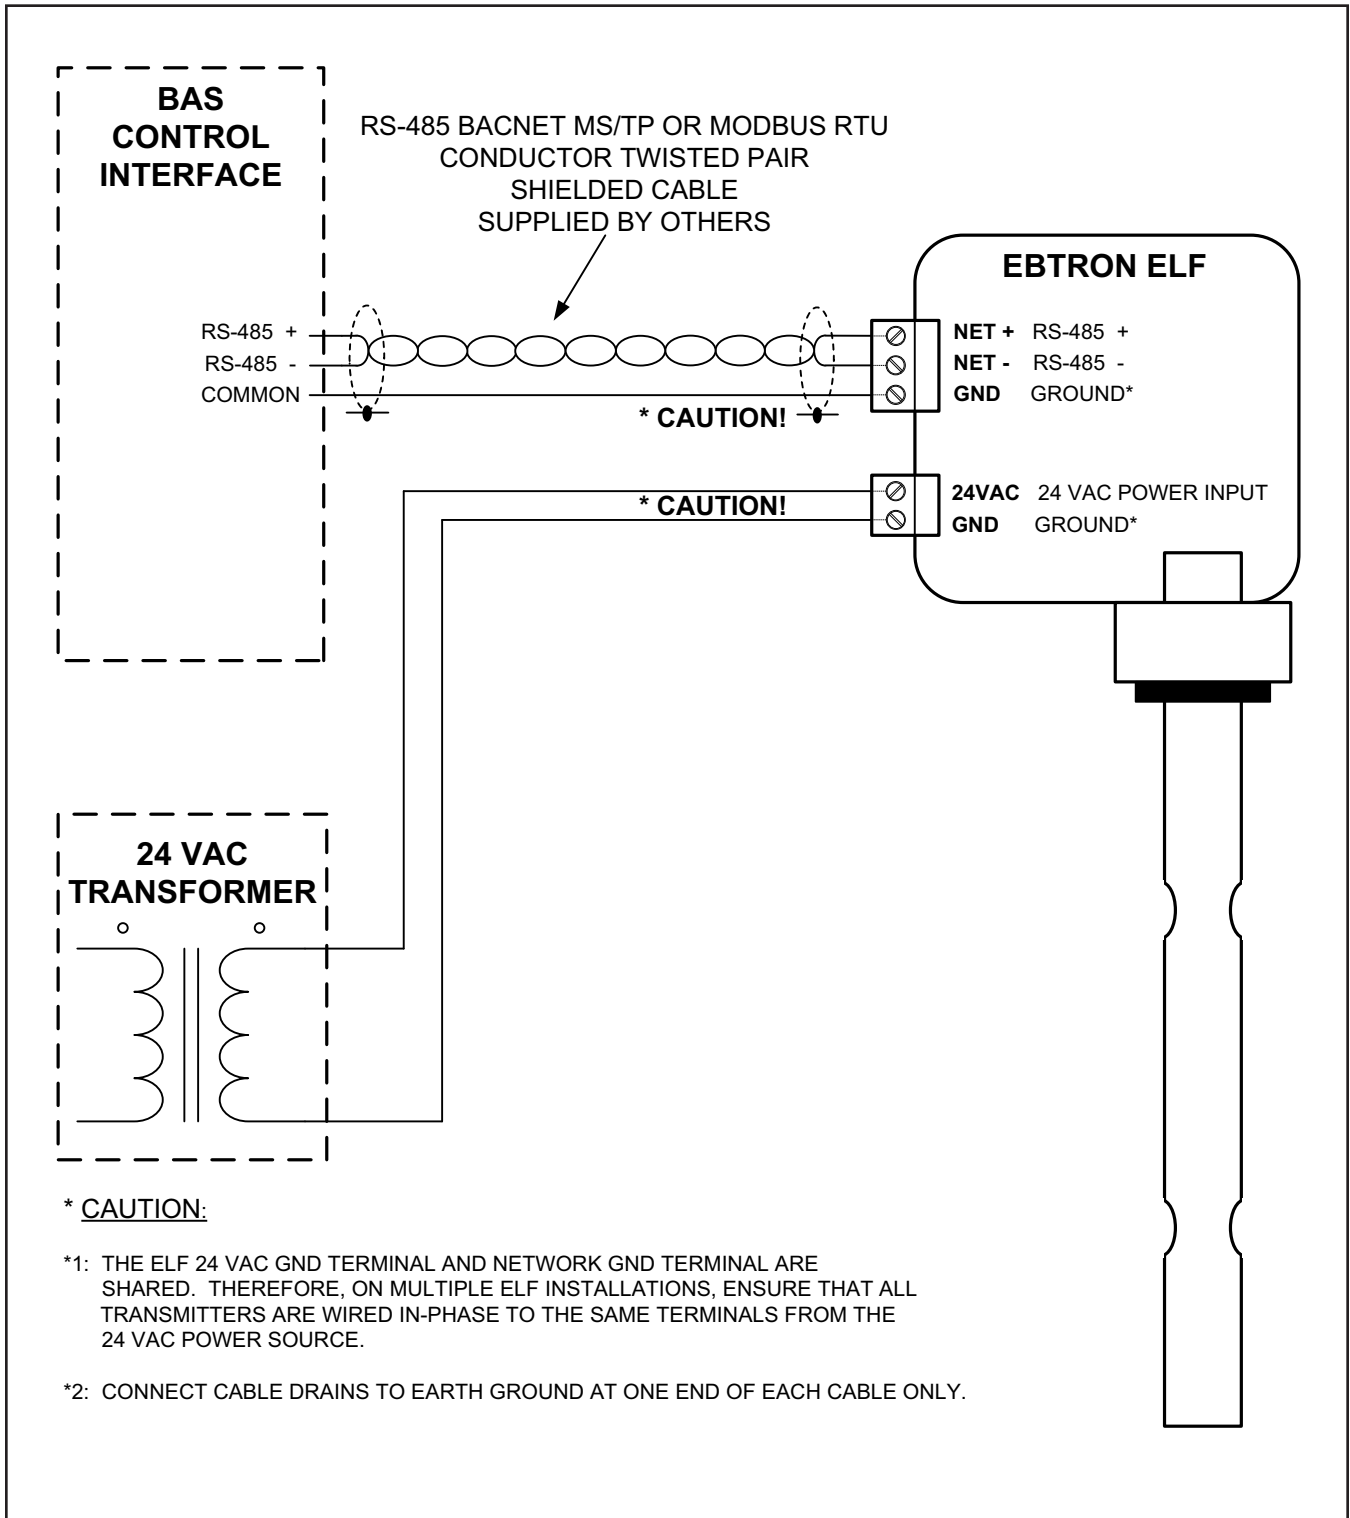 BAS
CONTROL
INTERFACE
RS-485 BACNET MS/TP OR MODBUS RTU
CONDUCTOR TWISTED PAIR
SHIELDED CABLE
SUPPLIED BY OTHERS
EBTRON ELF
RS-485 +
RS-485 -
COMMON
NET + RS-485 +
NET - RS-485 -
GND GROUND*
* CAUTION!
24VAC 24 VAC POWER INPUT
GND GROUND*
* CAUTION!
24 VAC
TRANSFORMER
* CAUTION:
*1: THE ELF 24 VAC GND TERMINAL AND NETWORK GND TERMINAL ARE
SHARED. THEREFORE, ON MULTIPLE ELF INSTALLATIONS, ENSURE THAT ALL
TRANSMITTERS ARE WIRED IN-PHASE TO THE SAME TERMINALS FROM THE
24 VAC POWER SOURCE.
*2: CONNECT CABLE DRAINS TO EARTH GROUND AT ONE END OF EACH CABLE ONLY.